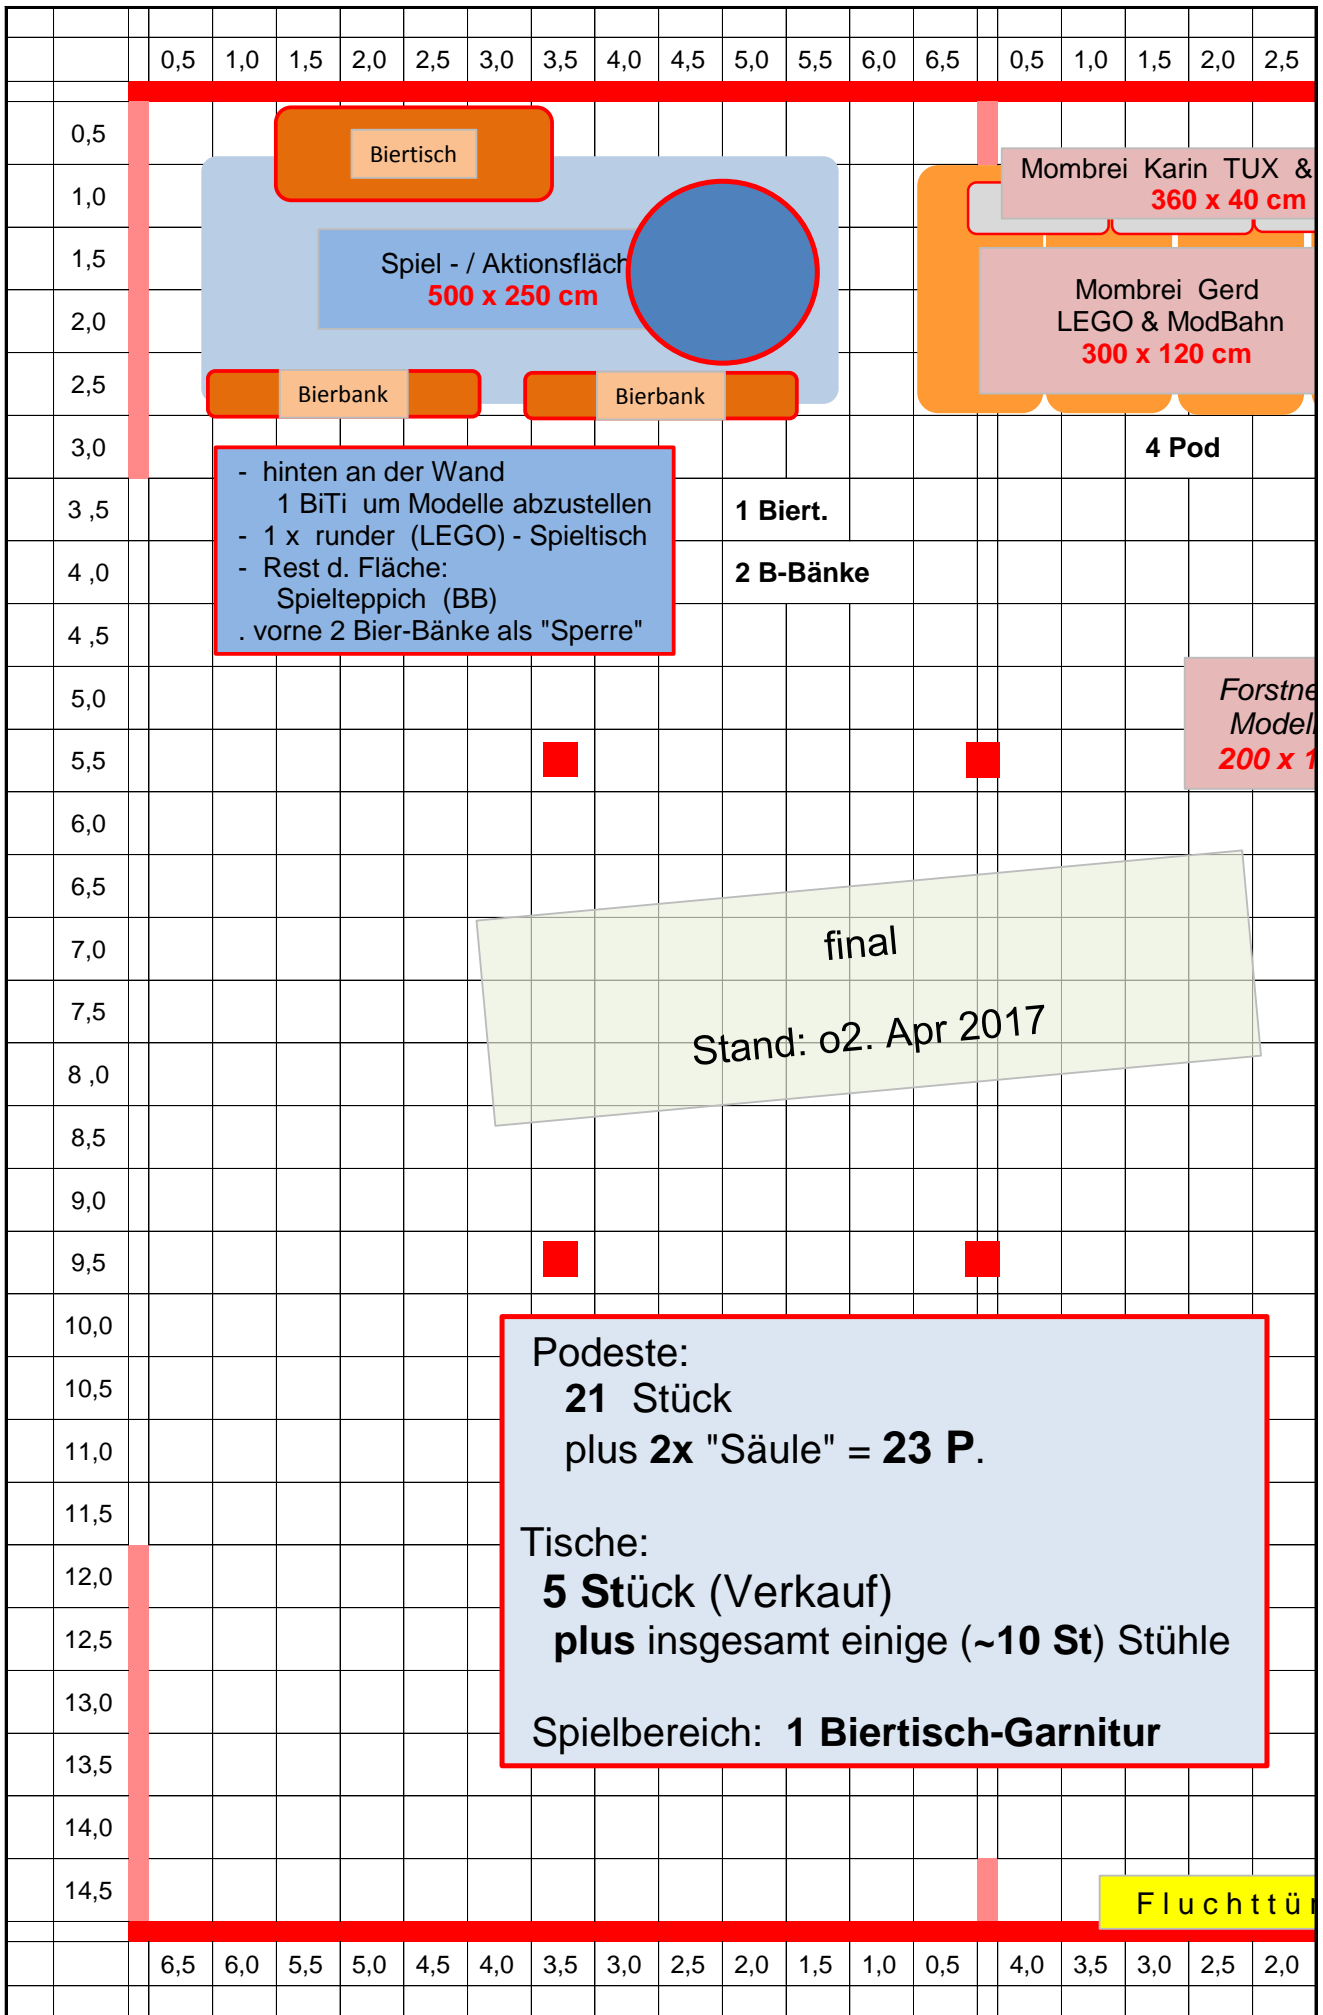 0,5 1,0 1,5 2,0 2,5 3,0 3,5 4,0 4,5 5,0 5,5 6,0 6,5 0,5 1,0 1,5 2,0 2,5
0,5
1,0
1,5
2,0
2,5
3,0
3 ,5
4 ,0
4 ,5
5,0
5,5
6,0
6,5
7,0
7,5
8 ,0
8,5
9,0
9,5
10,0
10,5
11,0
11,5
12,0
12,5
13,0
13,5
14,0
14,5
Biertisch
Spiel - / Aktionsfläch
500 x 250 cm
Bierbank
Bierbank
Mombrei Karin TUX &
360 x 40 cm
Mombrei Gerd
LEGO & ModBahn
300 x 120 cm
4 Pod
- hinten an der Wand
1 BiTi um Modelle abzustellen
- 1 x runder (LEGO) - Spieltisch
- Rest d. Fläche:
Spielteppich (BB)
. vorne 2 Bier-Bänke als "Sperre"
1 Biert.
2 B-Bänke
Forstne
Modell
200 x 1
final
Stand: o2. Apr 2017
Podeste:
21 Stück
plus 2x "Säule" = 23 P.
Tische:
5 Stück (Verkauf)
plus insgesamt einige (~10 St) Stühle
Spielbereich: 1 Biertisch-Garnitur
Fluchttür
6,5 6,0 5,5 5,0 4,5 4,0 3,5 3,0 2,5 2,0 1,5 1,0 0,5 4,0 3,5 3,0 2,5 2,0